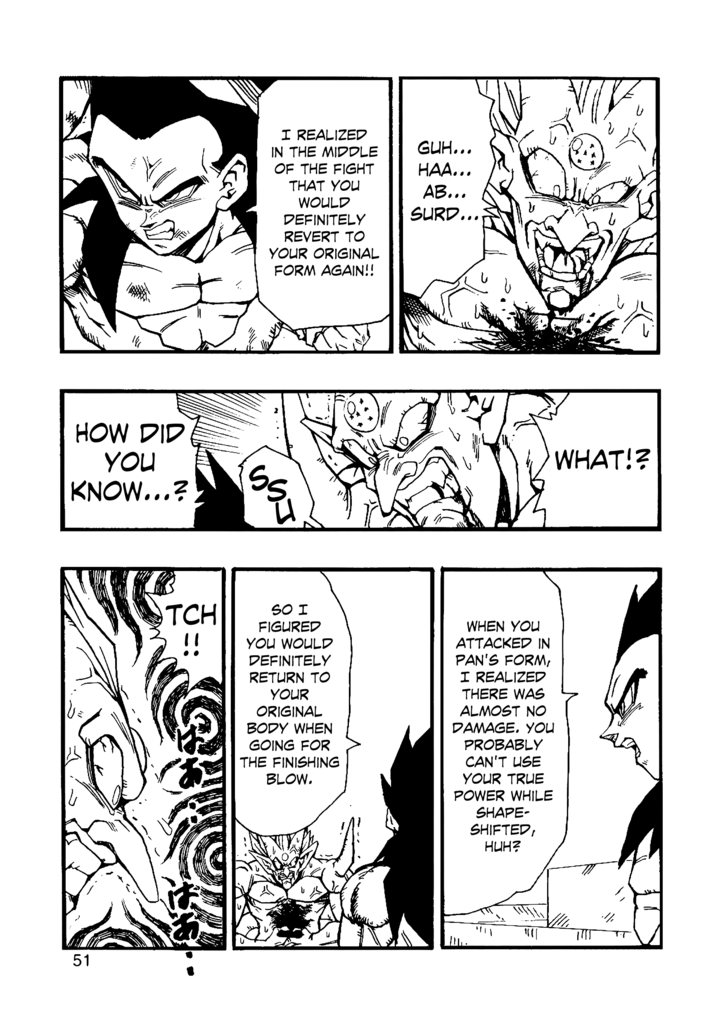 GUH...
HAA...
AB...
SURD...
I REALIZED
IN THE MIDDLE
OF THE FIGHT
THAT YOU
WOULD
DEFINITELY
REVERT TO
YOUR ORIGINAL
FORM AGAIN!!
WHAT!?
SSU
HOW DID
YOU
KNOW...?
WHEN YOU
ATTACKED IN
PAN'S FORM,
I REALIZED
THERE WAS
ALMOST NO
DAMAGE. YOU
PROBABLY
CAN'T USE
YOUR TRUE
POWER WHILE
SHAPE-
SHIFTED,
HUH?
SO I
FIGURED
YOU WOULD
DEFINITELY
RETURN TO
YOUR
ORIGINAL
BODY WHEN
GOING FOR
THE FINISHING
BLOW.
TCH
!!
はぁ…
はぁ…
51